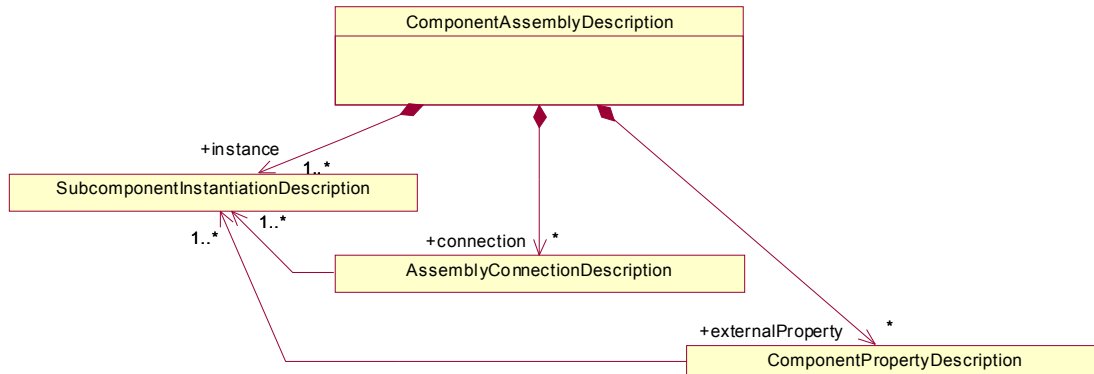 ComponentAssemblyDescription
+instance
1..*
SubcomponentInstantiationDescription
1..*
1..*
+connection
*
AssemblyConnectionDescription
+externalProperty
*
ComponentPropertyDescription